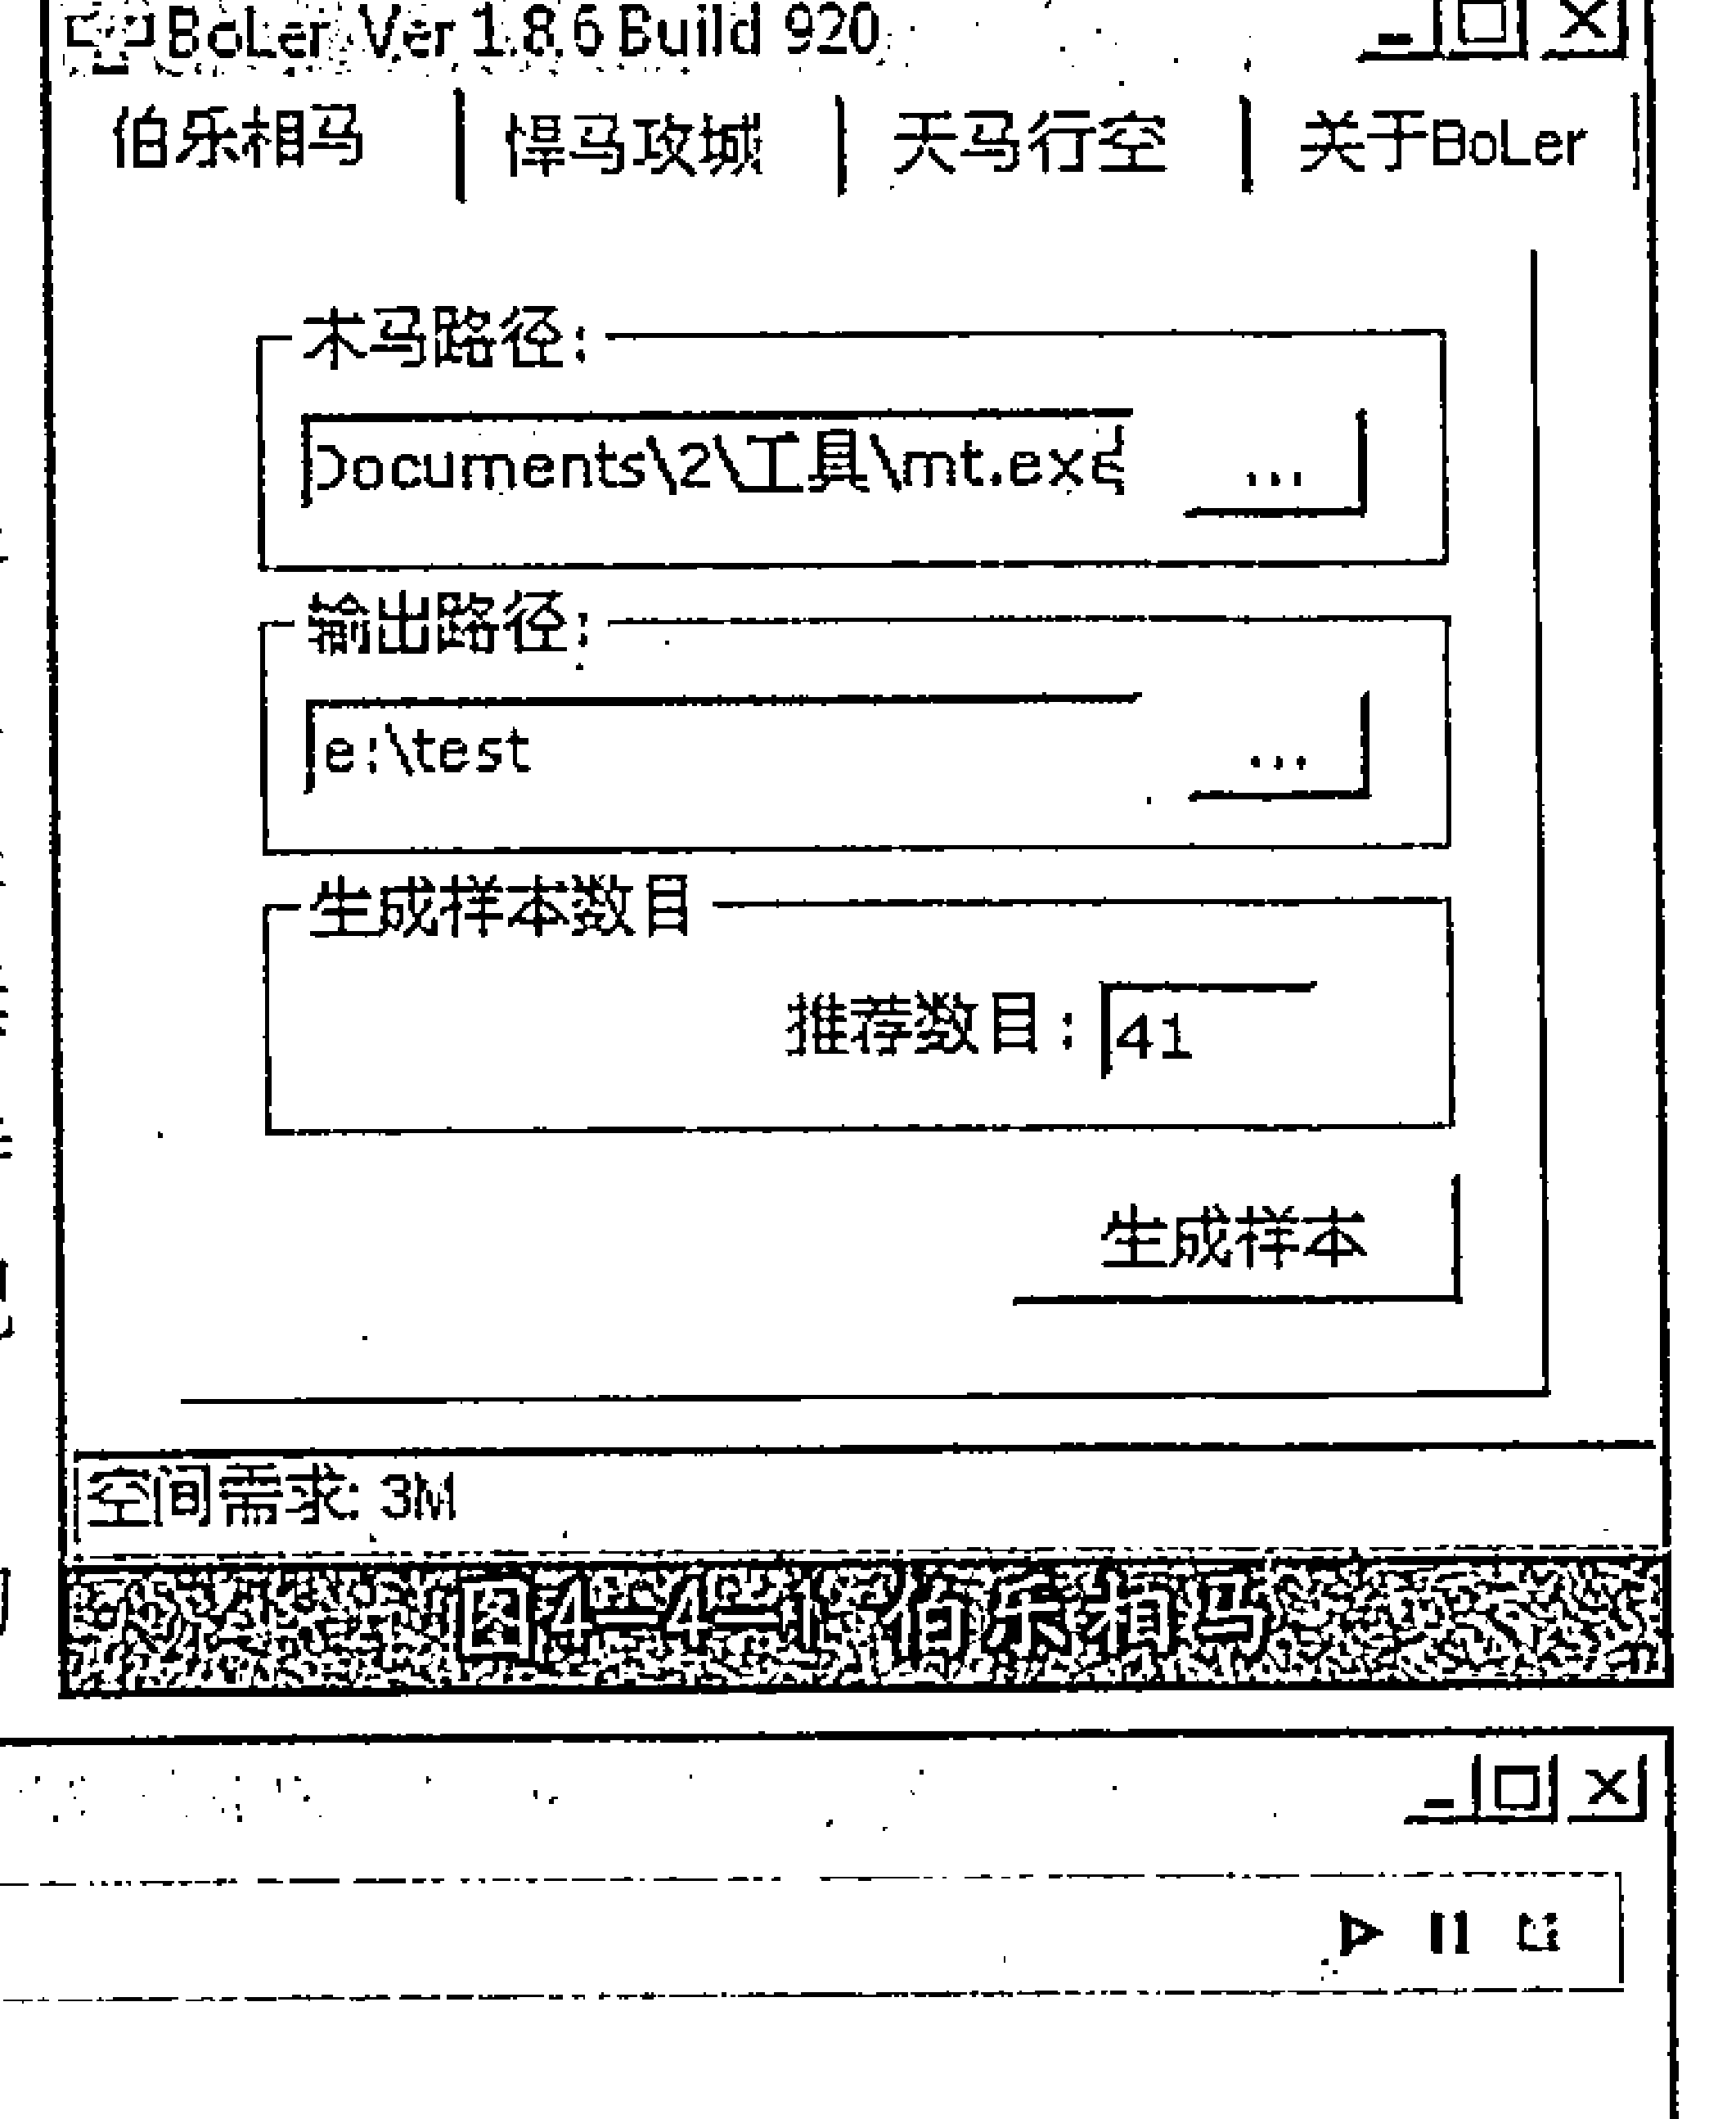 BoLer Ver 1.8.6 Build 920
伯乐相马 悍马攻城 天马行空 关于BoLer
木马路径:
Documents\2\工具\mt.exe
...
输出路径:
e:\test
...
生成样本数目
推荐数目: 41
生成样本
空间需求: 3M
图4-4-1 伯乐相马